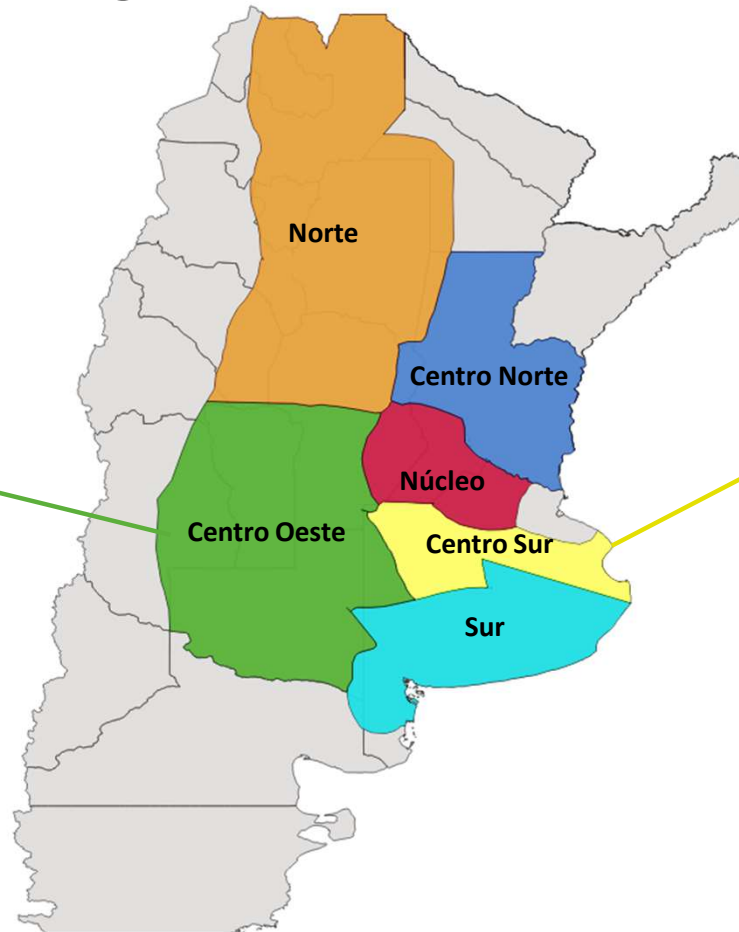 Norte
Centro Norte
Núcleo
Centro Oeste
Centro Sur
Sur